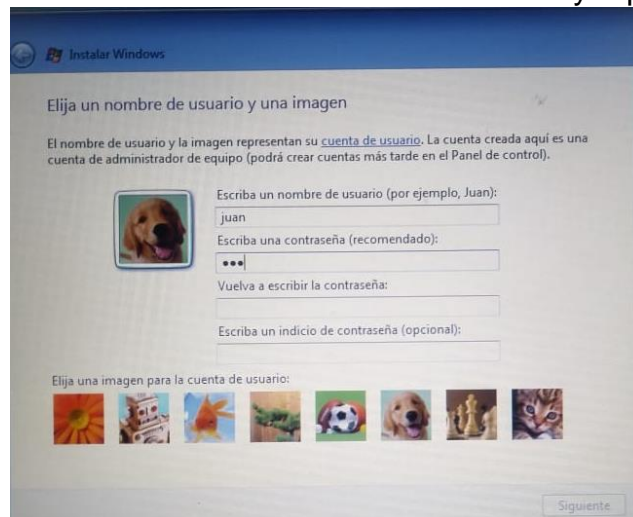 Instalar Windows
Elija un nombre de usuario y una imagen
El nombre de usuario y la imagen representan su cuenta de usuario. La cuenta creada aquí es una
cuenta de administrador de equipo (podrá crear cuentas más tarde en el Panel de control).
Escriba un nombre de usuario (por ejemplo, Juan):
juan
Escriba una contraseña (recomendado):
•••
Vuelva a escribir la contraseña:
Escriba un indicio de contraseña (opcional):
Elija una imagen para la cuenta de usuario:
Siguiente